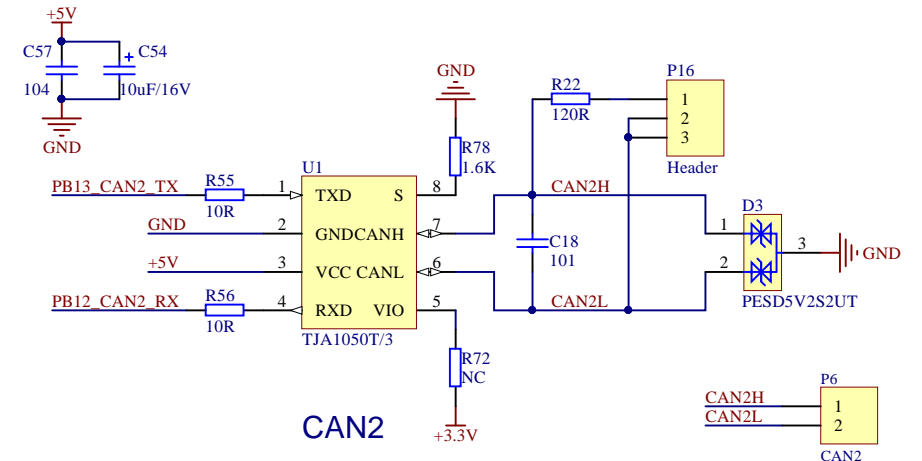 +5V
C57
C54
104
10uF/16V
GND
GND
R78
1.6K
R22
120R
P16
1
2
3
Header
U1
PB13_CAN2_TX
R55
10R
1
TXD
S
8
GND
2
GND
CANH
7
+5V
3
VCC
CANL
6
PB12_CAN2_RX
R56
10R
4
RXD
VIO
5
TJA1050T/3
CAN2H
C18
101
CAN2L
D3
1
2
3
GND
PESD5V2S2UT
R72
NC
+3.3V
CAN2
P6
CAN2H
1
CAN2L
2
CAN2